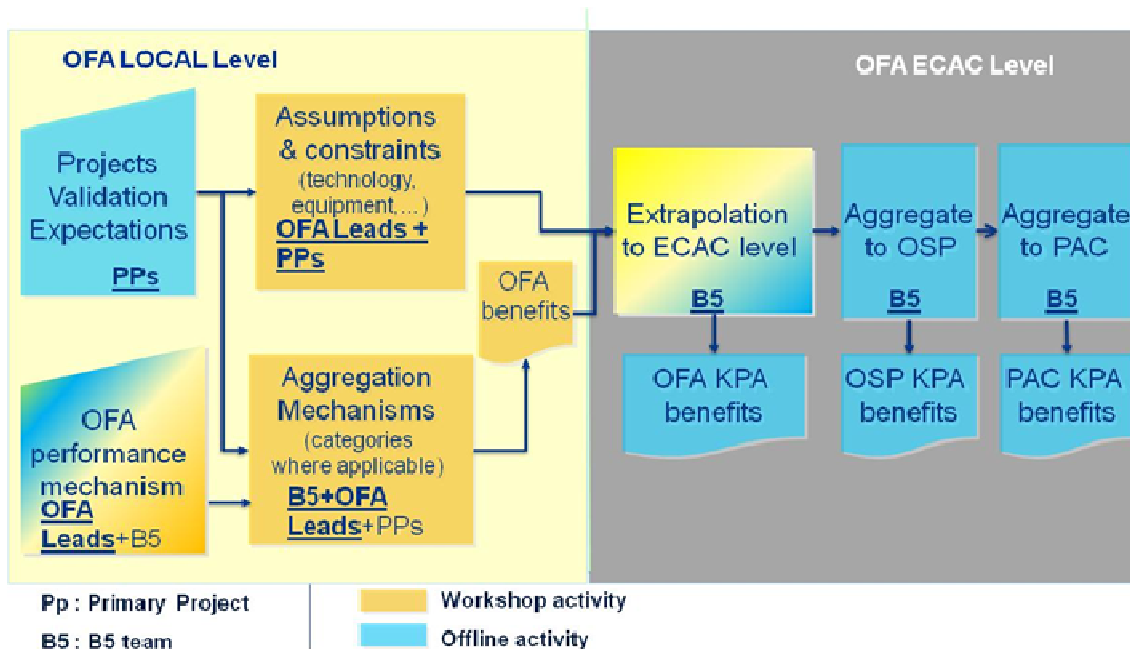 OFA LOCAL Level
OFA ECAC Level
Projects
Validation
Expectations
PPs
Assumptions
& constraints
(technology,
equipment,...)
OFA Leads +
PPs
OFA
benefits
Extrapolation
to ECAC level
B5
Aggregate
to OSP
B5
Aggregate
to PAC
B5
OFA
performance
mechanism
OFA
Leads+B5
Aggregation
Mechanisms
(categories
where applicable)
B5+OFA
Leads+PPs
OFA KPA
benefits
OSP KPA
benefits
PAC KPA
benefits
Pp : Primary Project
B5 : B5 team
Workshop activity
Offline activity